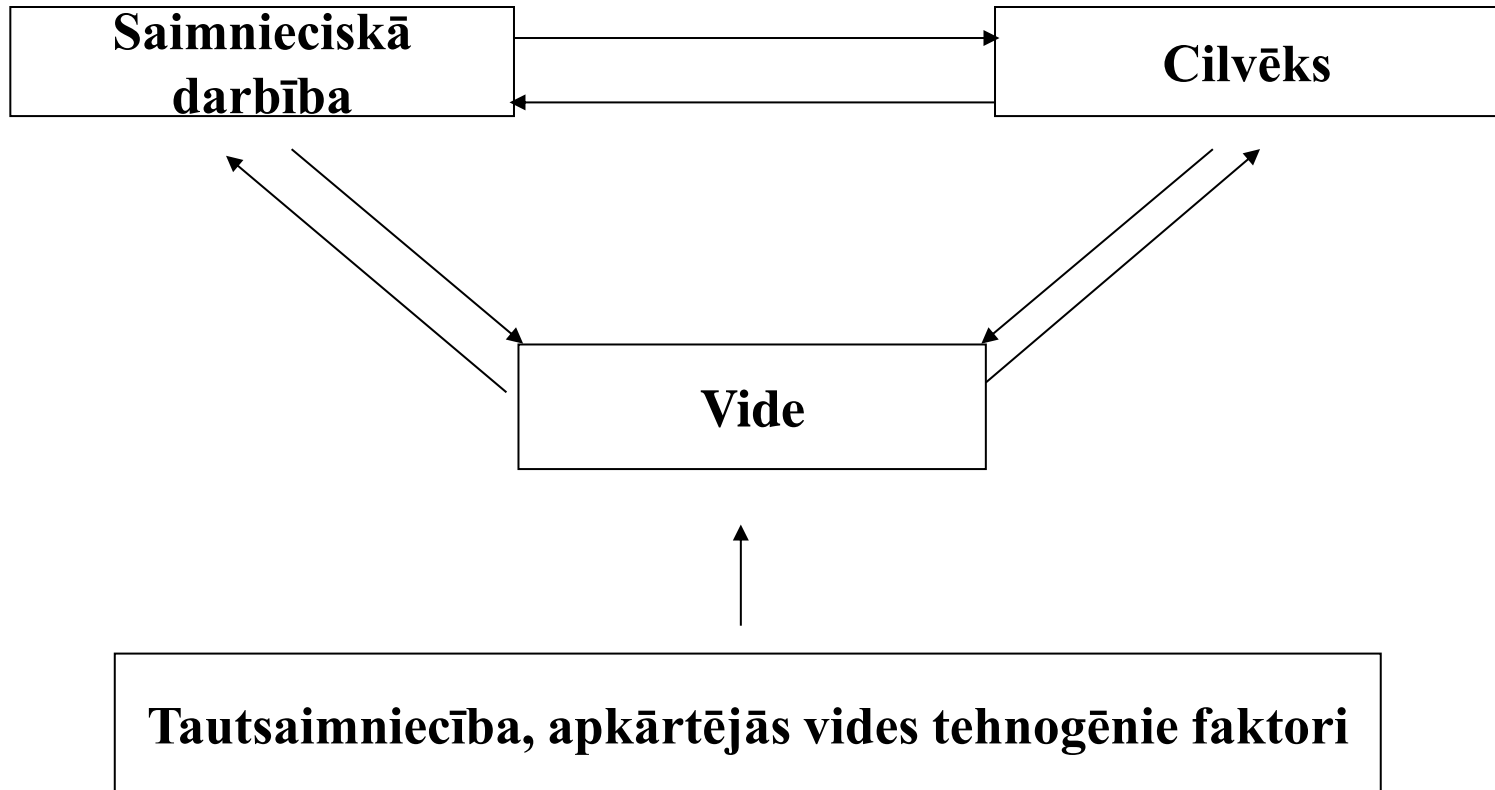 Saimnieciskā
darbība
Cilvēks
Vide
Tautsaimniecība, apkārtējās vides tehnogēnie faktori